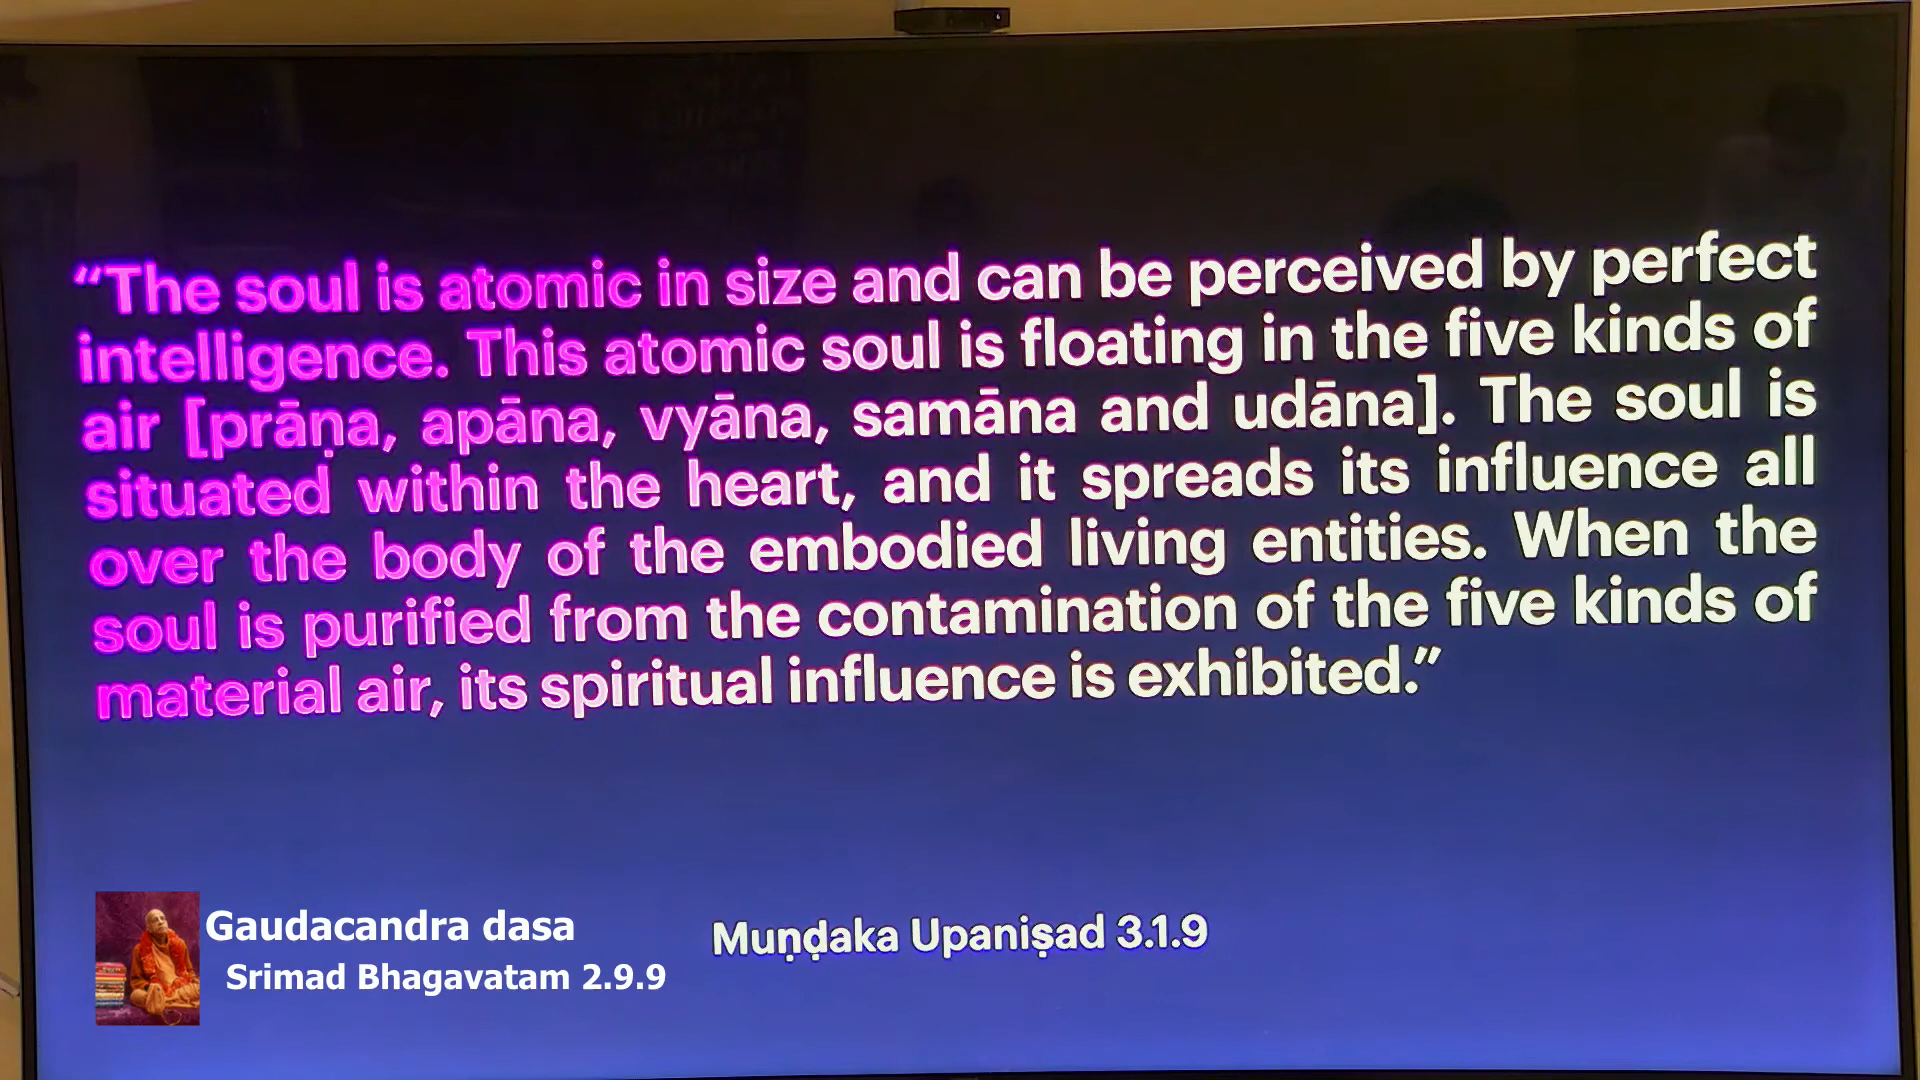 “The soul is atomic in size and can be perceived by perfect
intelligence. This atomic soul is floating in the five kinds of
air [prāṇa, apāna, vyāna, samāna and udāna]. The soul is
situated within the heart, and it spreads its influence all
over the body of the embodied living entities. When the
soul is purified from the contamination of the five kinds of
material air, its spiritual influence is exhibited.”
Muṇḍaka Upaniṣad 3.1.9
Gaudacandra dasa
Srimad Bhagavatam 2.9.9